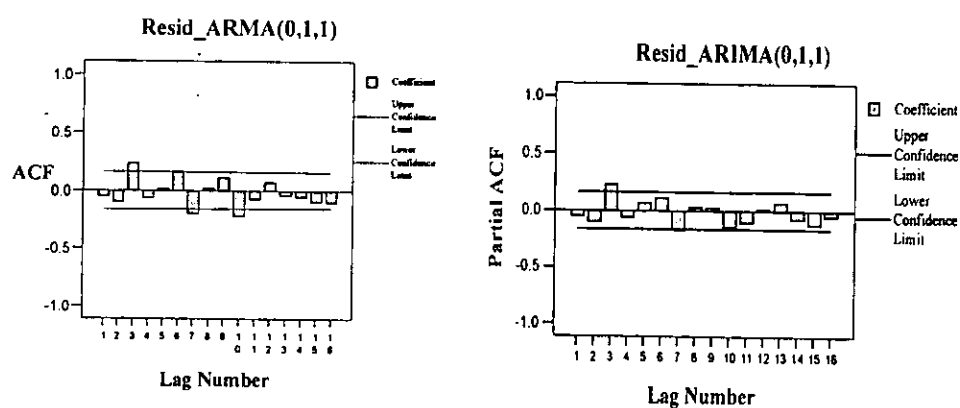 Resid_ARMA(0,1,1)
1.0
0.5
0.0
-0.5
-1.0
ACF
1 2 3 4 5 6 7 8 8 1 1 1 1 1 1 1
0 1 2 3 4 5 6
Lag Number
Coefficient
Upper
Confidence
Limit
Lower
Confidence
Limit
Resid_ARIMA(0,1,1)
1.0
0.5
0.0
-0.5
-1.0
Partial ACF
1 2 3 4 5 6 7 8 9 10 11 12 13 14 15 16
Lag Number
Coefficient
Upper
Confidence
Limit
Lower
Confidence
Limit